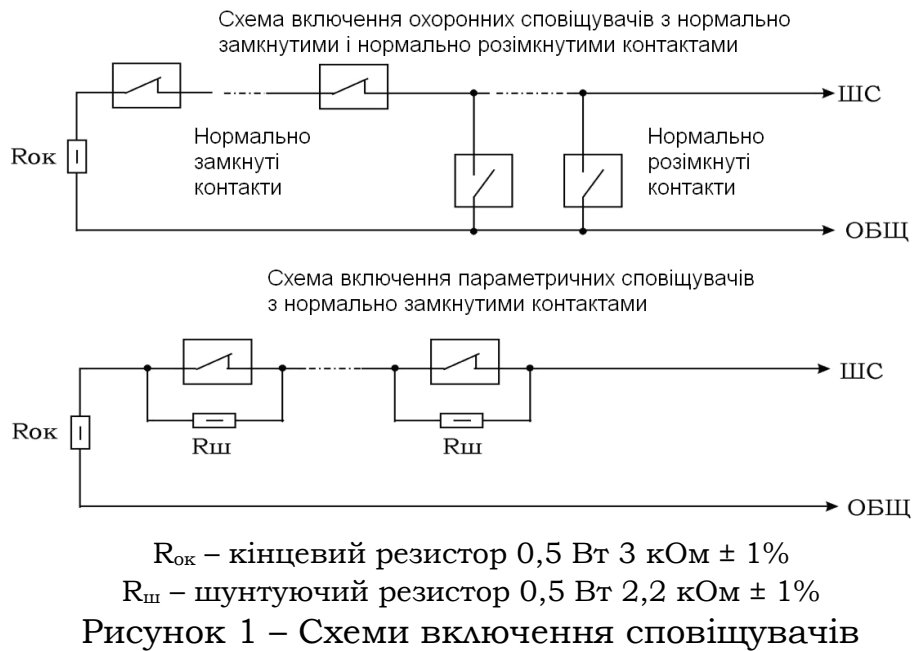 Схема включення охоронних сповіщувачів з нормально
замкнутими і нормально розімкнутими контактами
ШС
Нормально
замкнуті
контакти
Нормально
розімкнуті
контакти
Rок
ОБЩ
Схема включення параметричних сповіщувачів
з нормально замкнутими контактами
ШС
Rок
Rш
Rш
ОБЩ
Rок – кінцевий резистор 0,5 Вт 3 кОм ± 1%
Rш – шунтуючий резистор 0,5 Вт 2,2 кОм ± 1%
Рисунок 1 – Схеми включення сповіщувачів